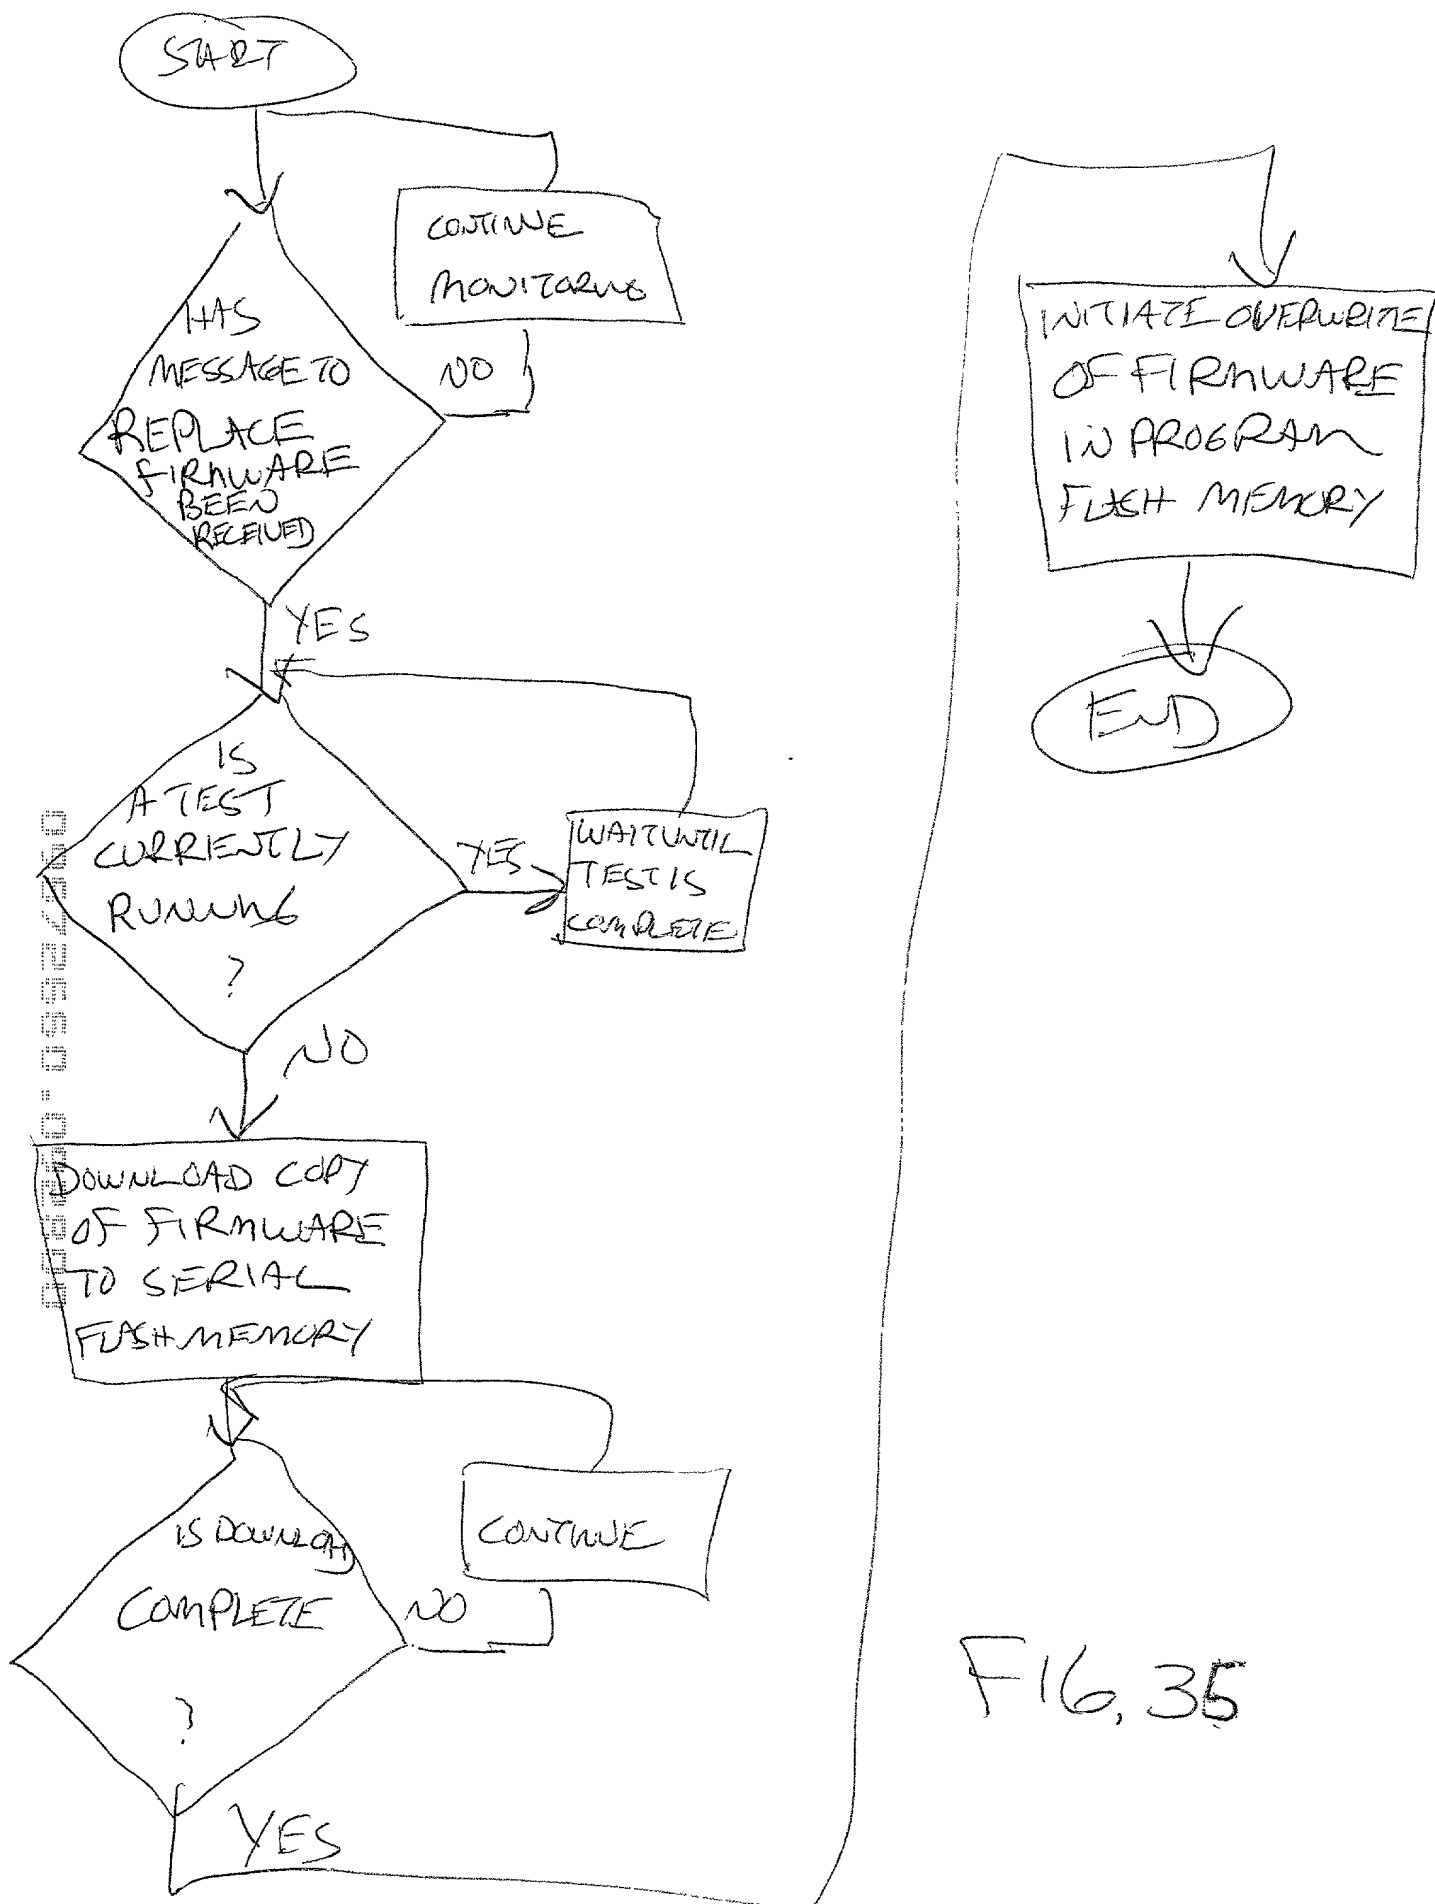 START
CONTINUE
MONITORING
HAS
MESSAGE TO
REPLACE
FIRMWARE
BEEN
RECEIVED
NO
YES
IS
A TEST
CURRIENTLY
RUNNING
?
YES
WAIT UNTIL
TEST IS
COMPLETE
NO
DOWNLOAD COPY
OF FIRMWARE
TO SERIAL
FLASH MEMORY
IS DOWNLOAD
COMPLETE
?
NO
CONTINUE
YES
INITIATE OVERWRITE
OF FIRMWARE
IN PROGRAM
FLASH MEMORY
END
FIG. 35